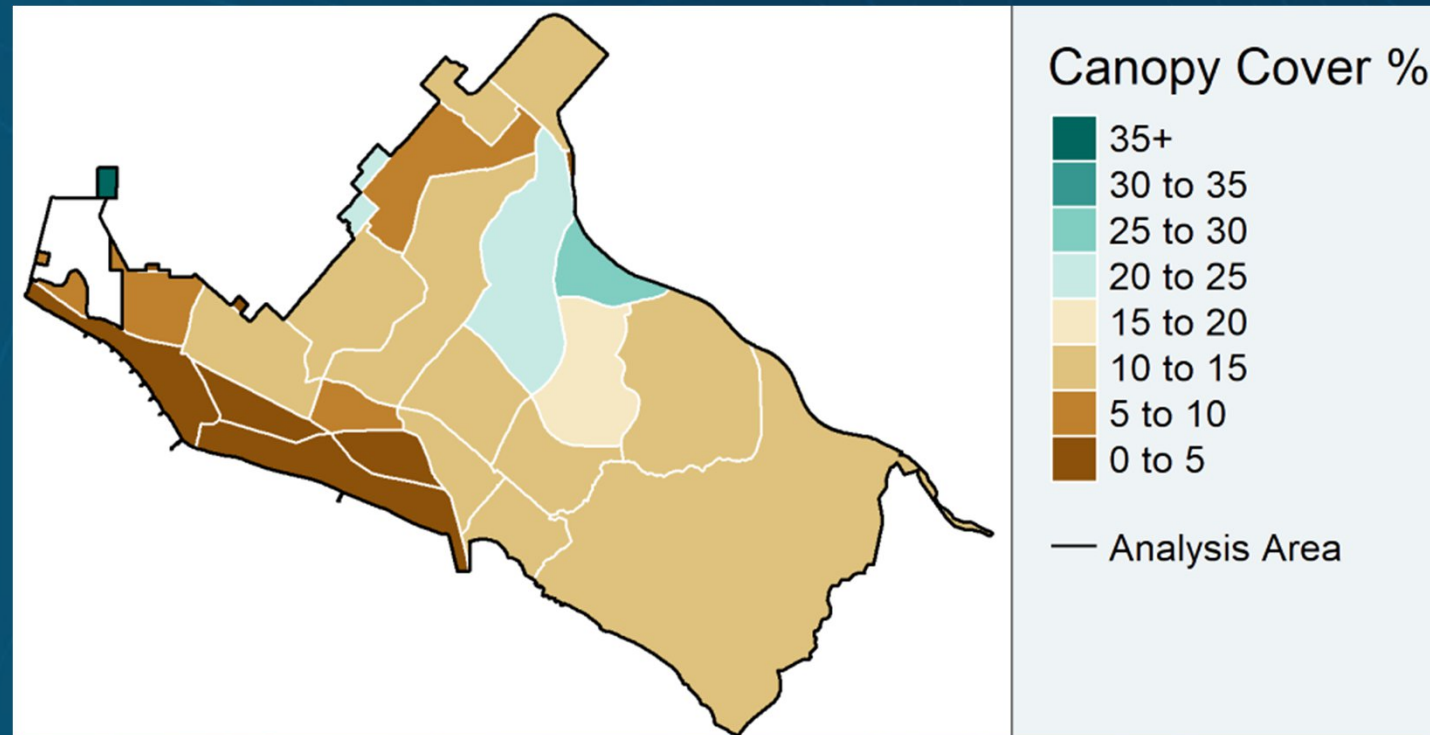 Canopy Cover %
35+
30 to 35
25 to 30
20 to 25
15 to 20
10 to 15
5 to 10
0 to 5
Analysis Area